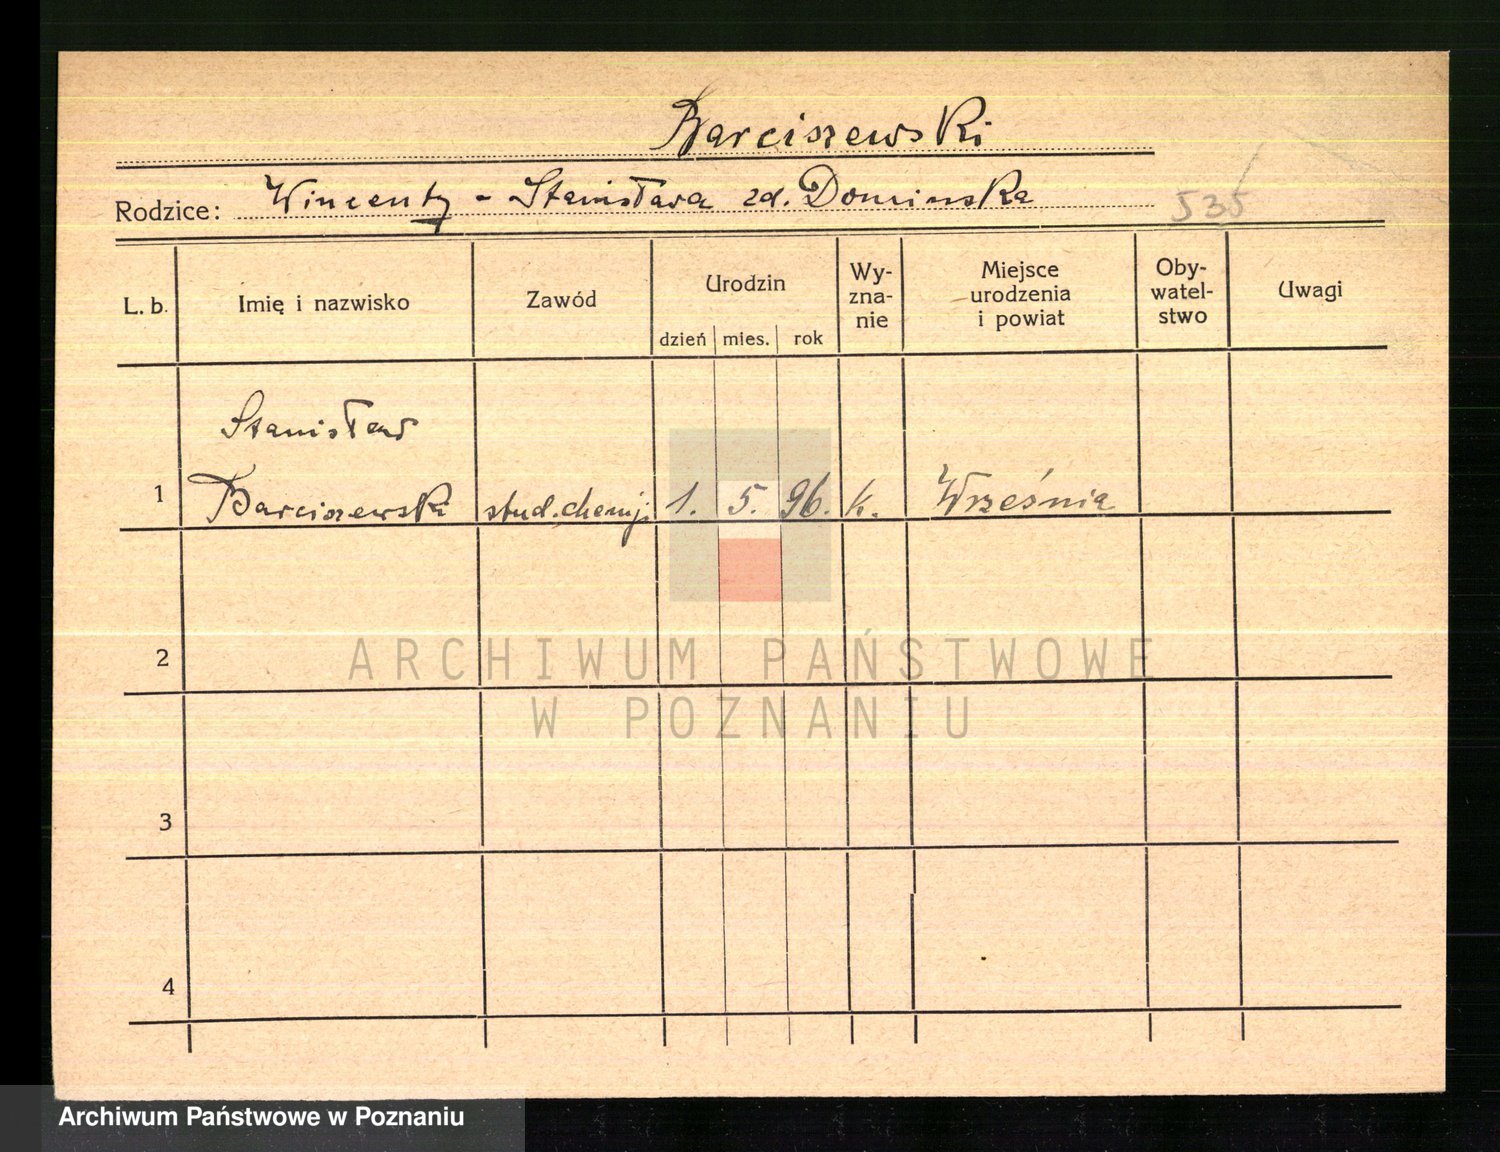 Barciszewski
Rodzice: Wincenty - Stanisława zd. Dominska
535
L. b. Imię i nazwisko Zawód Urodzin dzień mies. rok Wy-zna-nie Miejsce urodzenia i powiat Oby-watel-stwo Uwagi
Stanisław
1 Barciszewski stud. chemji 1. 5. 96. k. Września
2
ARCHIWUM PAŃSTWOWE
W POZNANIU
3
4
Archiwum Państwowe w Poznaniu